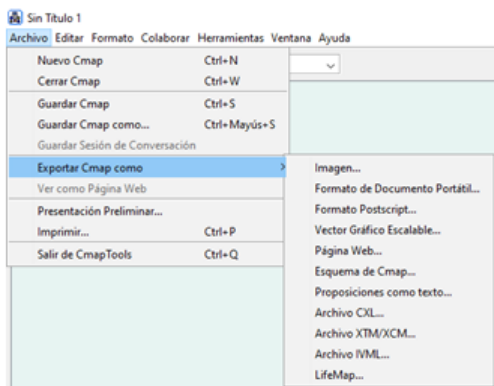 Sin Título 1
Archivo Editar Formato Colaborar Herramientas Ventana Ayuda
Nuevo Cmap Ctrl+N
Cerrar Cmap Ctrl+W
Guardar Cmap Ctrl+S
Guardar Cmap como... Ctrl+Mayús+S
Guardar Sesión de Conversación
Exportar Cmap como
Ver como Página Web
Presentación Preliminar...
Imprimir... Ctrl+P
Salir de CmapTools Ctrl+Q
Imagen...
Formato de Documento Portátil...
Formato Postscript...
Vector Gráfico Escalable...
Página Web...
Esquema de Cmap...
Proposiciones como texto...
Archivo CXL...
Archivo XTM/XCM...
Archivo IVML...
LifeMap...